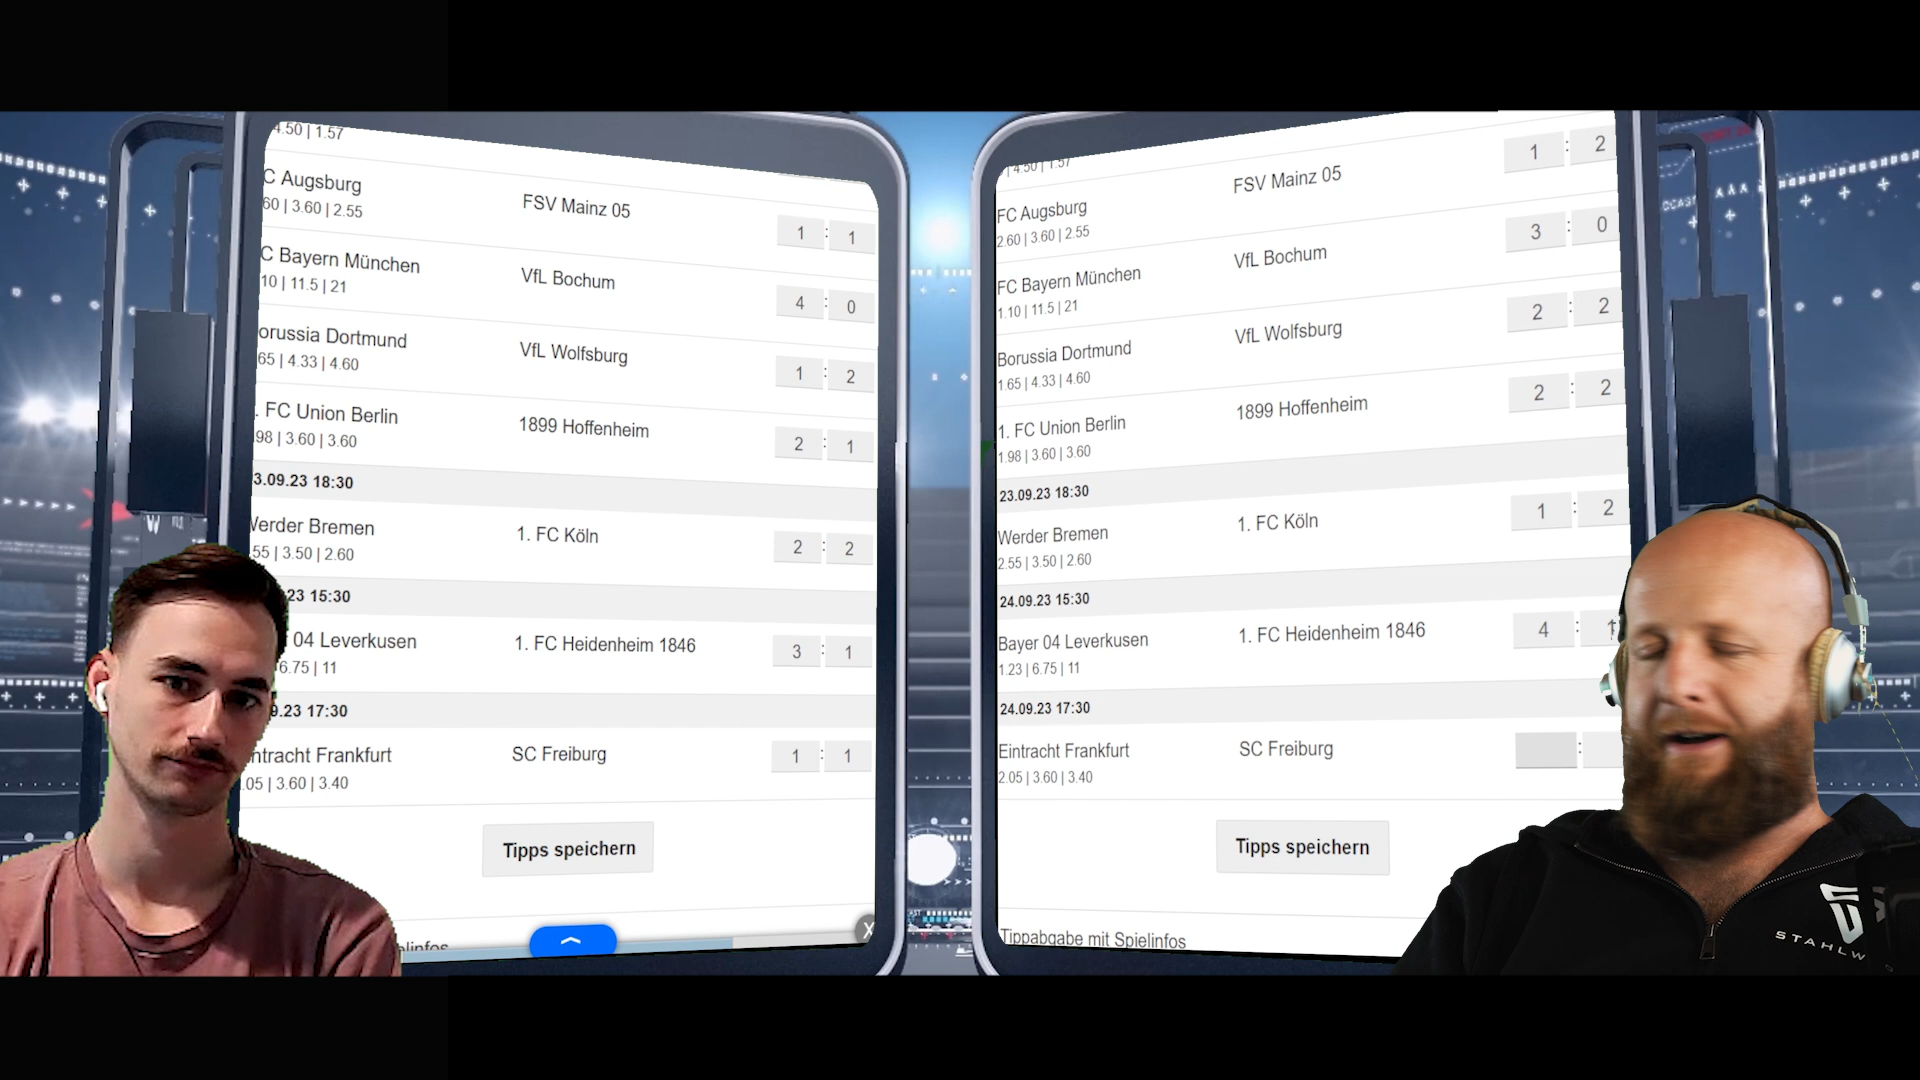 4.50 | 1.57
C Augsburg
FSV Mainz 05
60 | 3.60 | 2.55
1 : 1
C Bayern München
VfL Bochum
10 | 11.5 | 21
4 : 0
orussia Dortmund
VfL Wolfsburg
65 | 4.33 | 4.60
1 : 2
. FC Union Berlin
1899 Hoffenheim
.98 | 3.60 | 3.60
2 : 1
3.09.23 18:30
Werder Bremen
1. FC Köln
.55 | 3.50 | 2.60
2 : 2
23 15:30
04 Leverkusen
1. FC Heidenheim 1846
6.75 | 11
3 : 1
9.23 17:30
ntracht Frankfurt
SC Freiburg
.05 | 3.60 | 3.40
1 : 1
Tipps speichern
X
| 4.50 | 1.57
1 : 2
FC Augsburg
FSV Mainz 05
2.60 | 3.60 | 2.55
3 : 0
FC Bayern München
VfL Bochum
1.10 | 11.5 | 21
2 : 2
Borussia Dortmund
VfL Wolfsburg
1.65 | 4.33 | 4.60
2 : 2
1. FC Union Berlin
1899 Hoffenheim
1.98 | 3.60 | 3.60
23.09.23 18:30
Werder Bremen
1. FC Köln
1 : 2
2.55 | 3.50 | 2.60
24.09.23 15:30
Bayer 04 Leverkusen
1. FC Heidenheim 1846
4 : 1
1.23 | 6.75 | 11
24.09.23 17:30
Eintracht Frankfurt
SC Freiburg
:
2.05 | 3.60 | 3.40
Tipps speichern
Tippabgabe mit Spielinfos
STAHLW